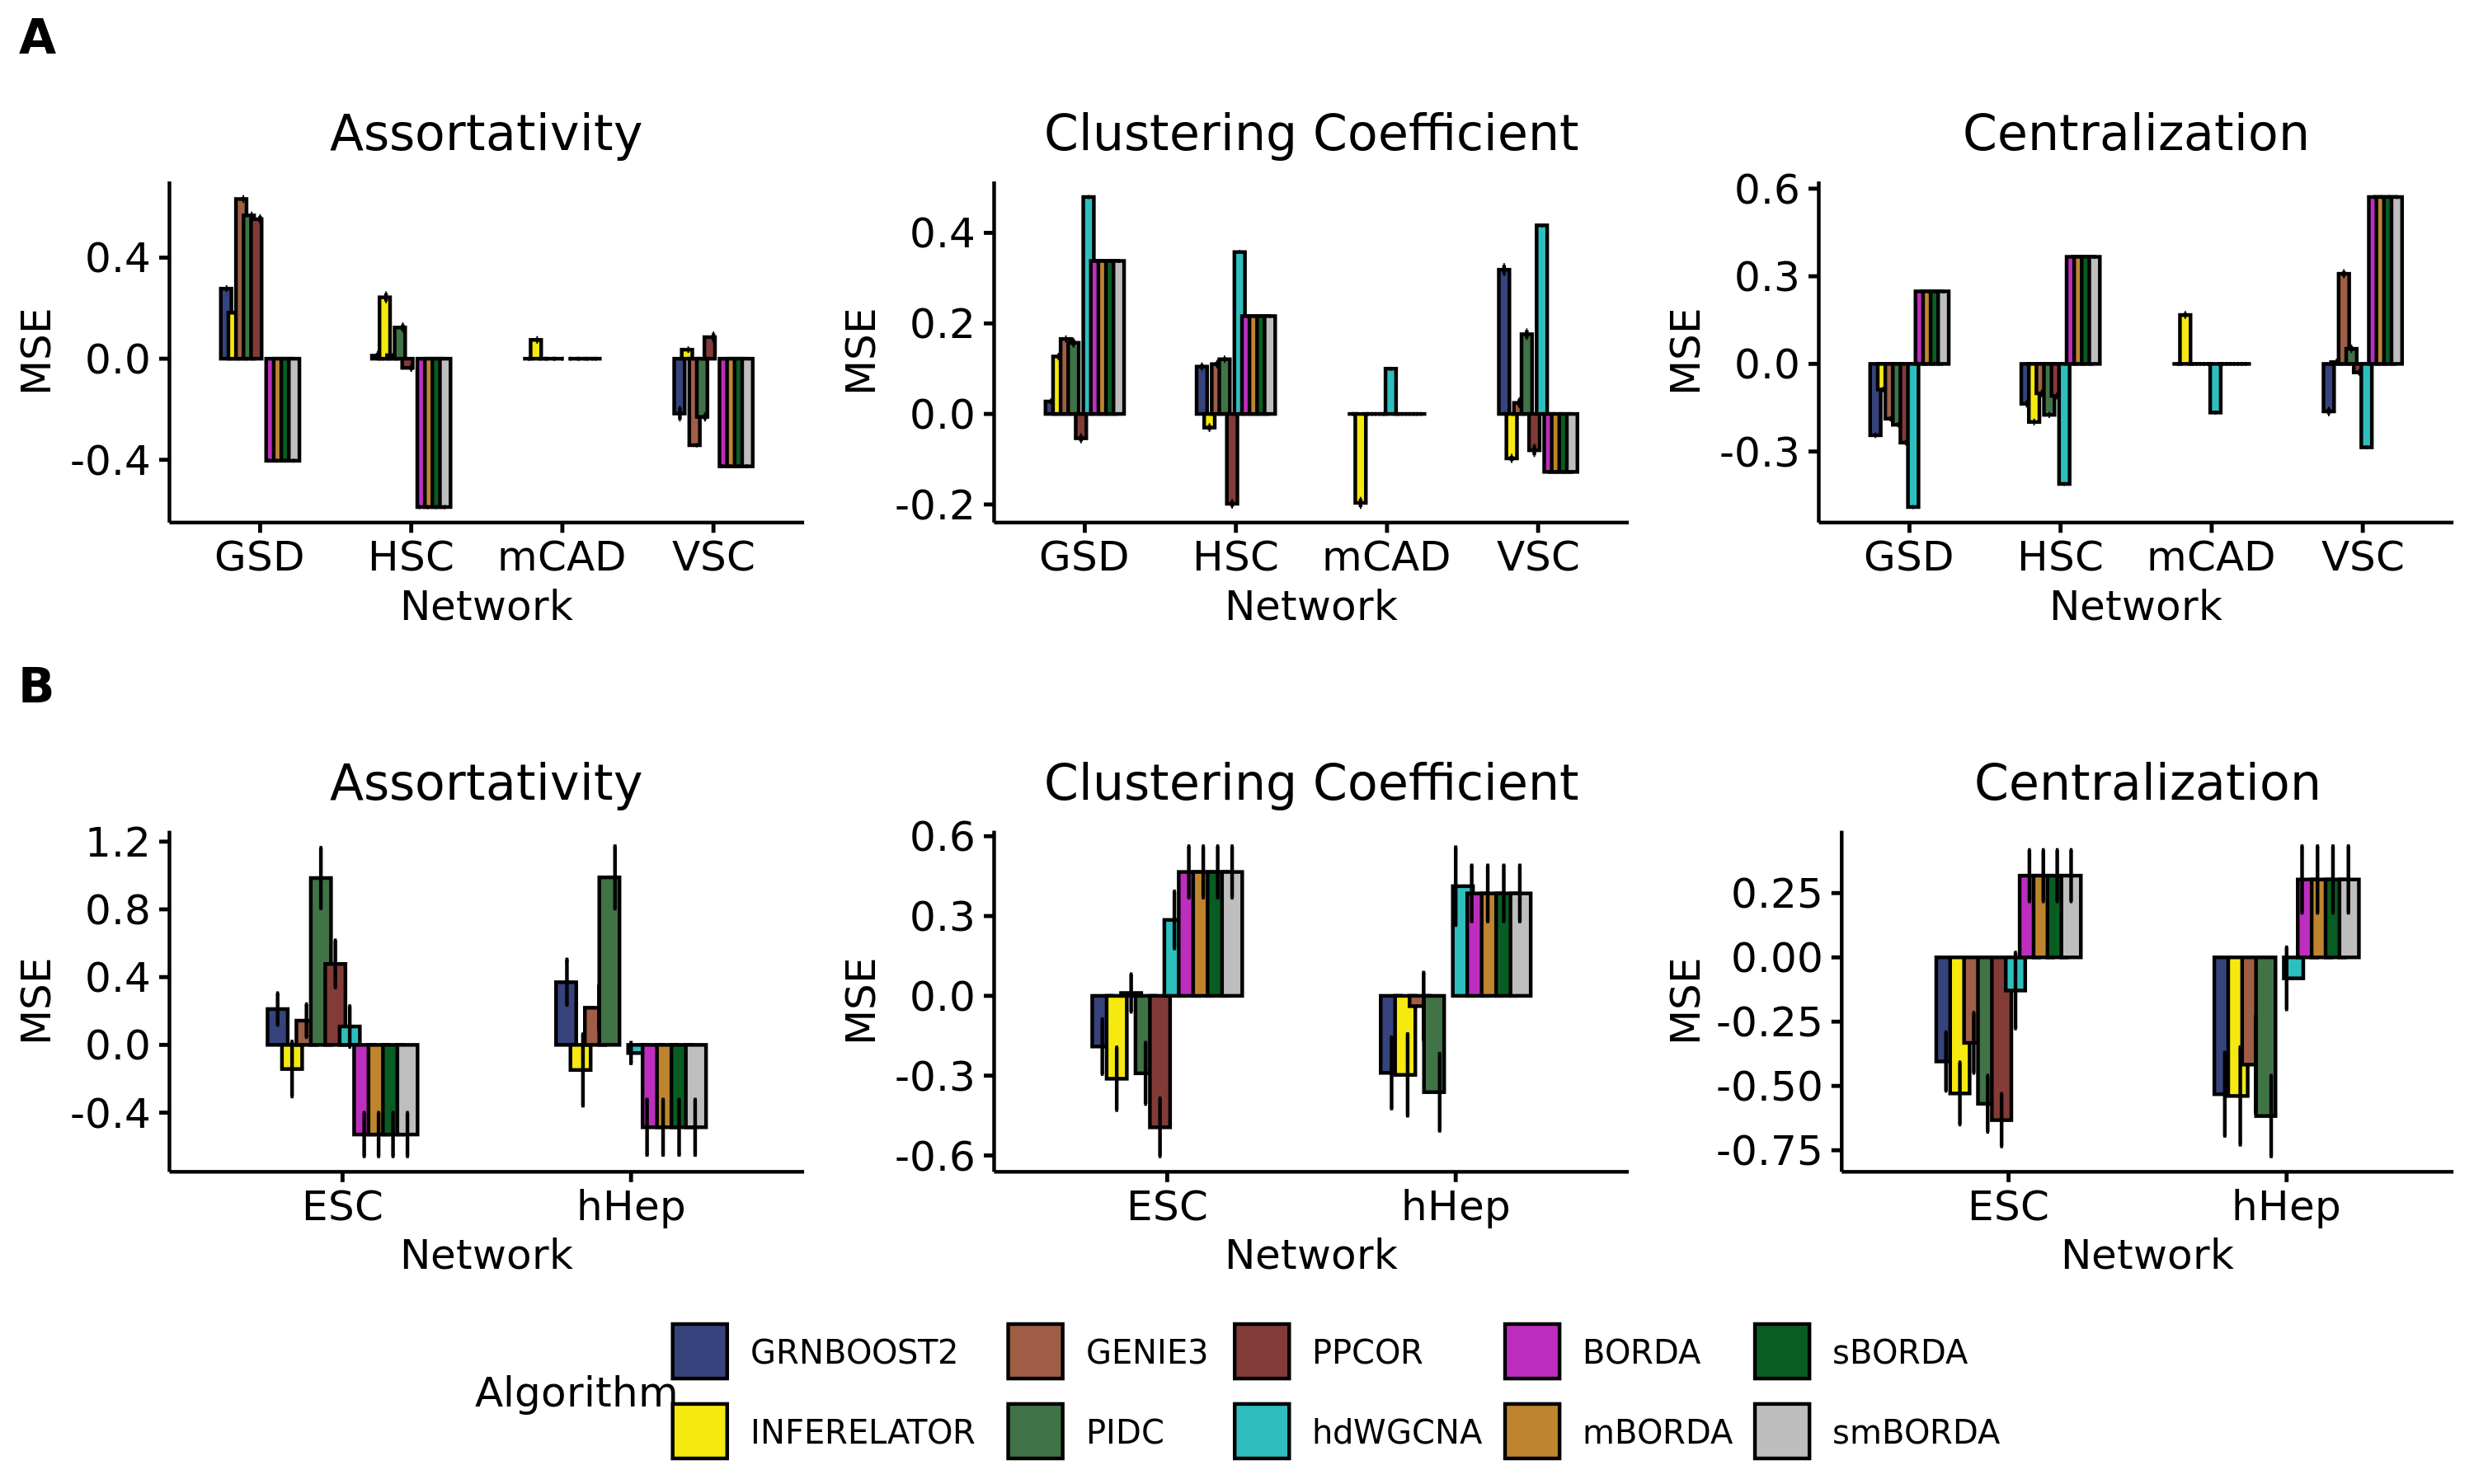 A
Assortativity
Clustering Coefficient
Centralization
MSE
0.4
0.0
-0.4
GSD HSC mCAD VSC
Network
MSE
0.4
0.2
0.0
-0.2
GSD HSC mCAD VSC
Network
MSE
0.6
0.3
0.0
-0.3
GSD HSC mCAD VSC
Network
B
Assortativity
Clustering Coefficient
Centralization
MSE
1.2
0.8
0.4
0.0
-0.4
ESC hHep
Network
MSE
0.6
0.3
0.0
-0.3
-0.6
ESC hHep
Network
MSE
0.25
0.00
-0.25
-0.50
-0.75
ESC hHep
Network
Algorithm
GRNBOOST2 GENIE3 PPCOR BORDA sBORDA
INFERELATOR PIDC hdWGCNA mBORDA smBORDA